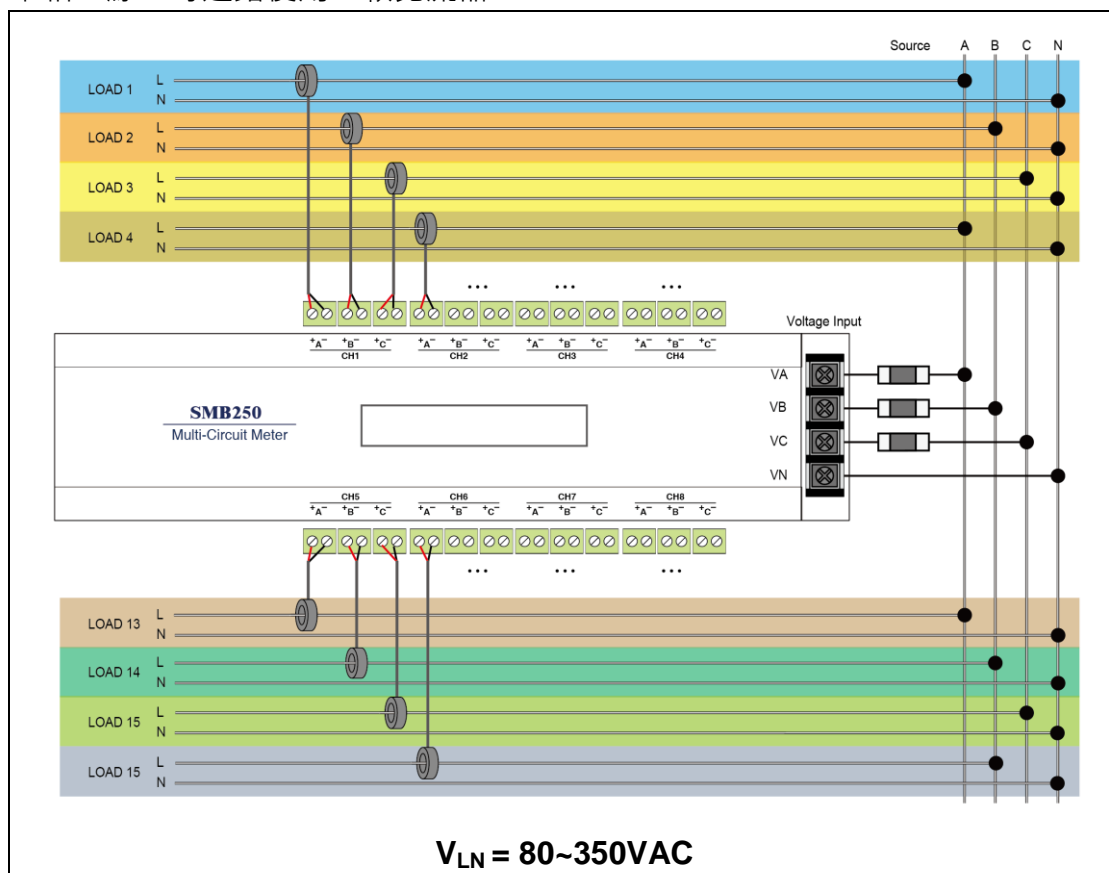 Source A B C N
LOAD 1 L
N
LOAD 2 L
N
LOAD 3 L
N
LOAD 4 L
N
... ... ...
Voltage Input
+A− +B− +C− +A− +B− +C− +A− +B− +C− +A− +B− +C−
CH1 CH2 CH3 CH4
VA
VB
VC
VN
SMB250
Multi-Circuit Meter
CH5 CH6 CH7 CH8
+A− +B− +C− +A− +B− +C− +A− +B− +C− +A− +B− +C−
... ... ...
LOAD 13 L
N
LOAD 14 L
N
LOAD 15 L
N
LOAD 15 L
N
VLN = 80~350VAC